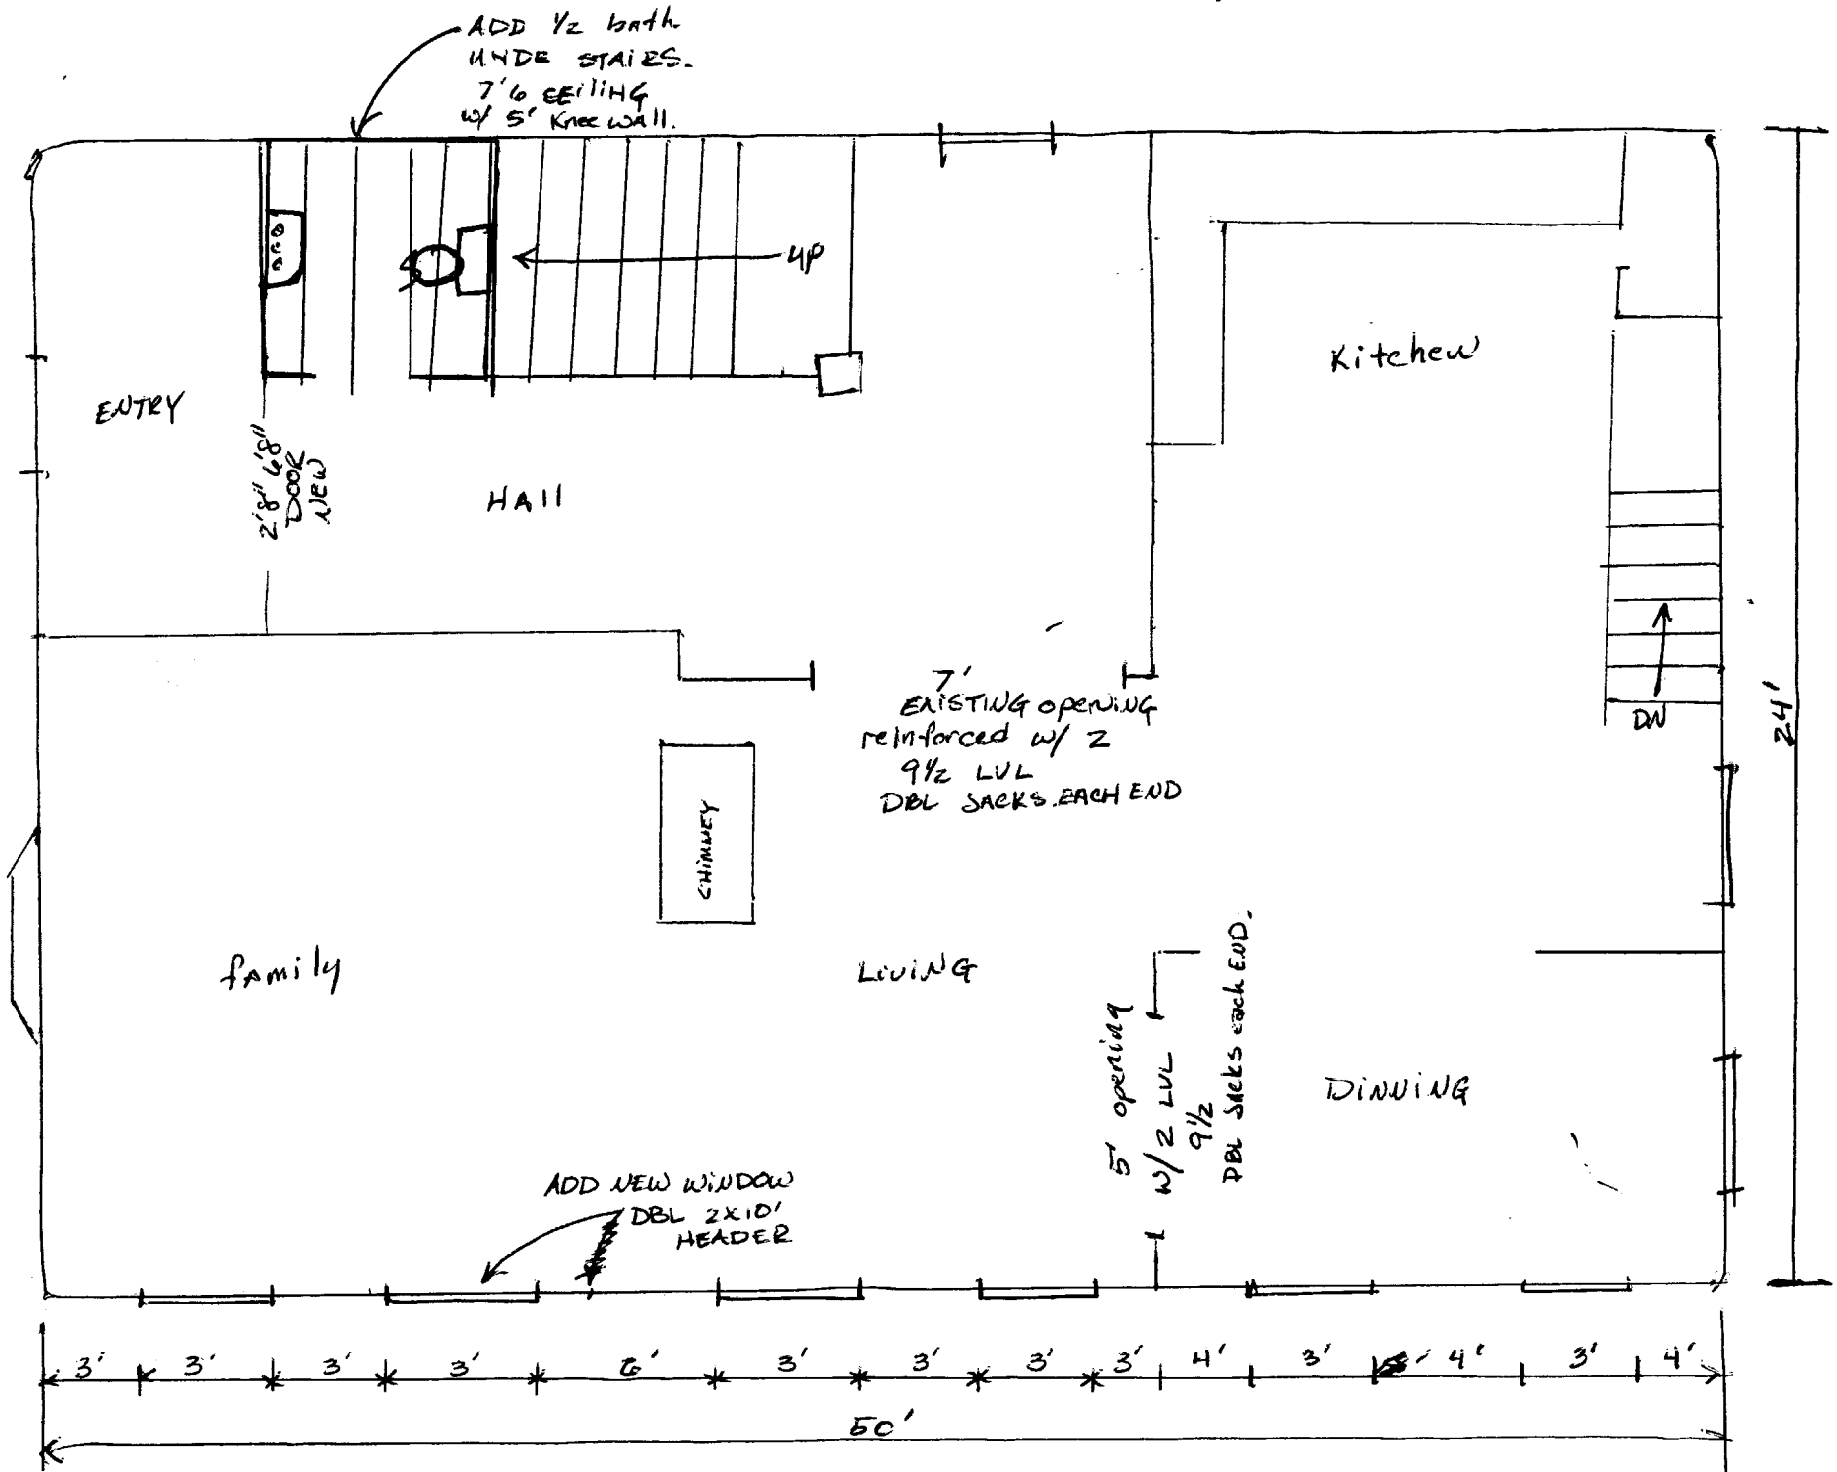 ADD 1/2 bath
UNDE STAIRS.
7'6 CEILING
w/ 5' Knee wall.
UP
Kitchen
ENTRY
2'8" 6'8"
DOOR
NEW
HAll
7'
EXISTING opening
reinforced w/ 2
9 1/2 LVL
DBL JACKS EACH END
DN
24'
CHIMNEY
fAmily
LiviNG
5' opening
w/ 2 LVL
9 1/2
DBL JACKS each END.
DiNNiNG
ADD NEW WINDOW
DBL 2x10'
HEADER
3' 3' 3' 3' 6' 3' 3' 3' 3' 4' 3' 4' 3' 4'
50'